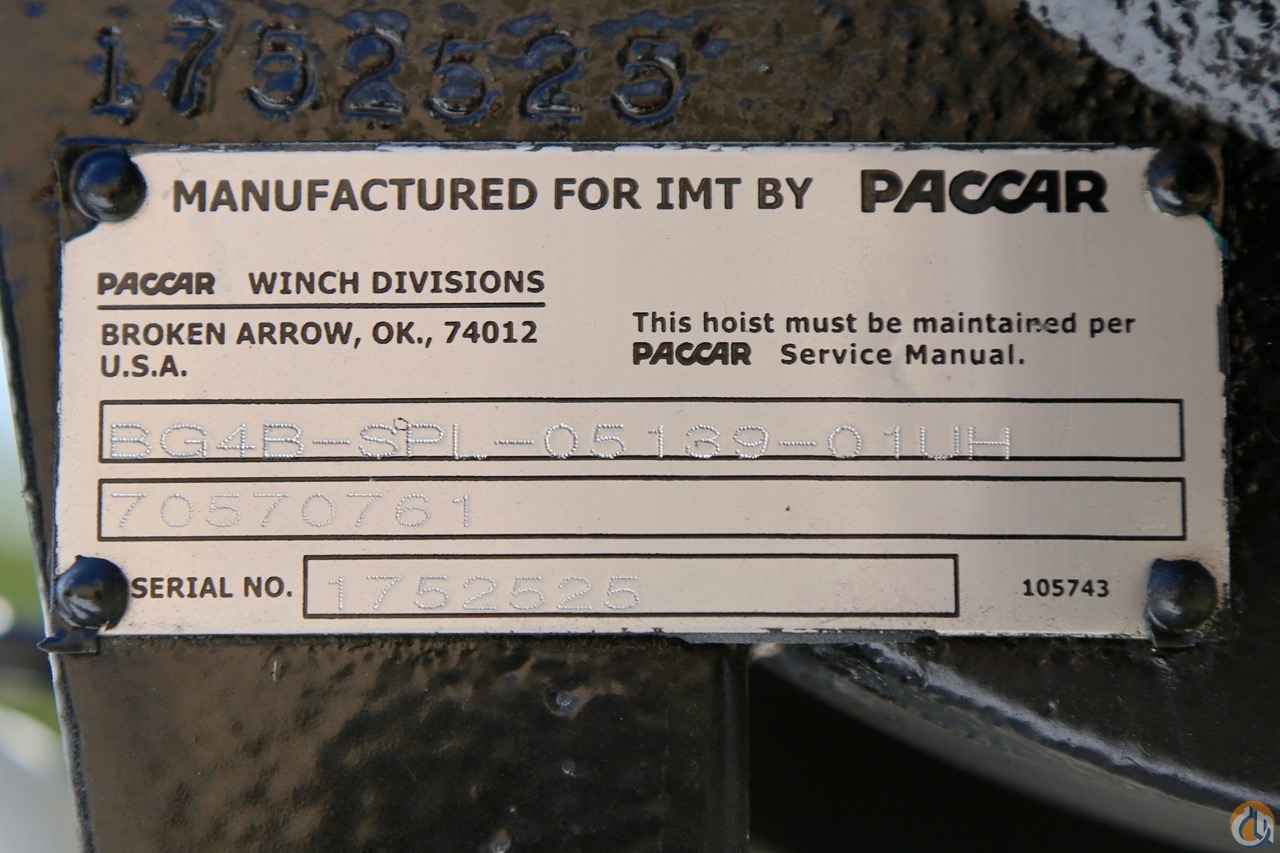 1752525
MANUFACTURED FOR IMT BY PACCAR
PACCAR WINCH DIVISIONS
BROKEN ARROW, OK., 74012
U.S.A.
This hoist must be maintained per
PACCAR Service Manual.
BG4B-SPL-05139-01UH
70570761
SERIAL NO. 1752525
105743